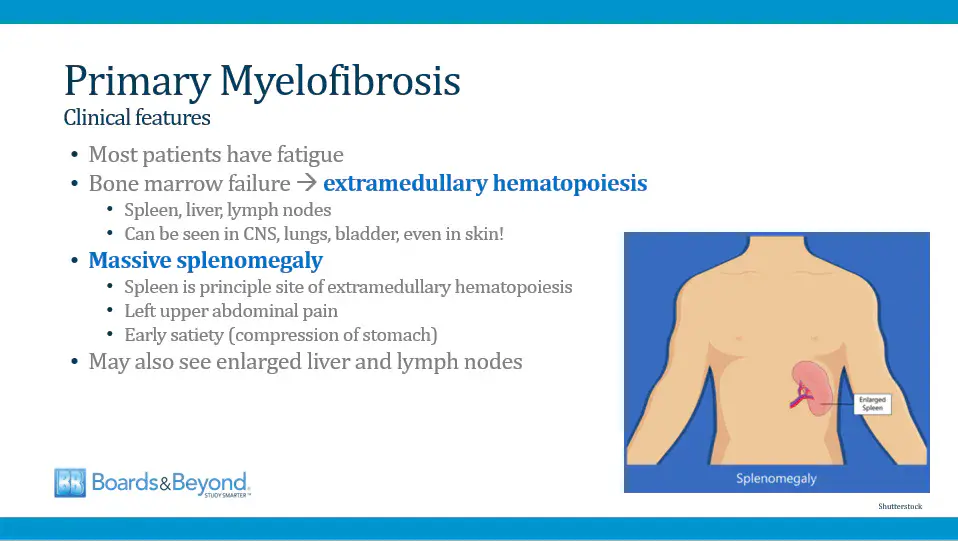 Primary Myelofibrosis
Clinical features
• Most patients have fatigue
• Bone marrow failure → extramedullary hematopoiesis
• Spleen, liver, lymph nodes
• Can be seen in CNS, lungs, bladder, even in skin!
• Massive splenomegaly
• Spleen is principle site of extramedullary hematopoiesis
• Left upper abdominal pain
• Early satiety (compression of stomach)
• May also see enlarged liver and lymph nodes
Enlarged
Spleen
Splenomegaly
BB Boards&Beyond.
STUDY SMARTER™
Shutterstock